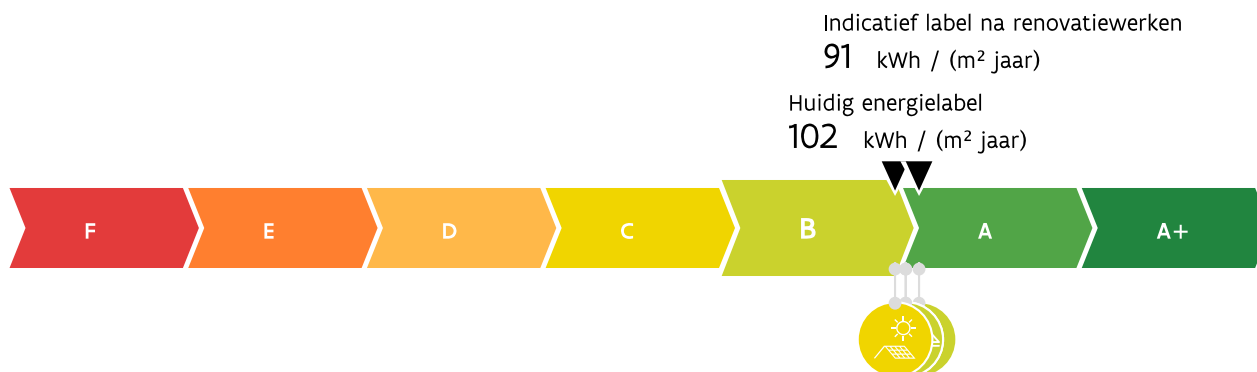 Indicatief label na renovatiewerken
91 kWh / (m² jaar)
Huidig energielabel
102 kWh / (m² jaar)
F E D C B A A+